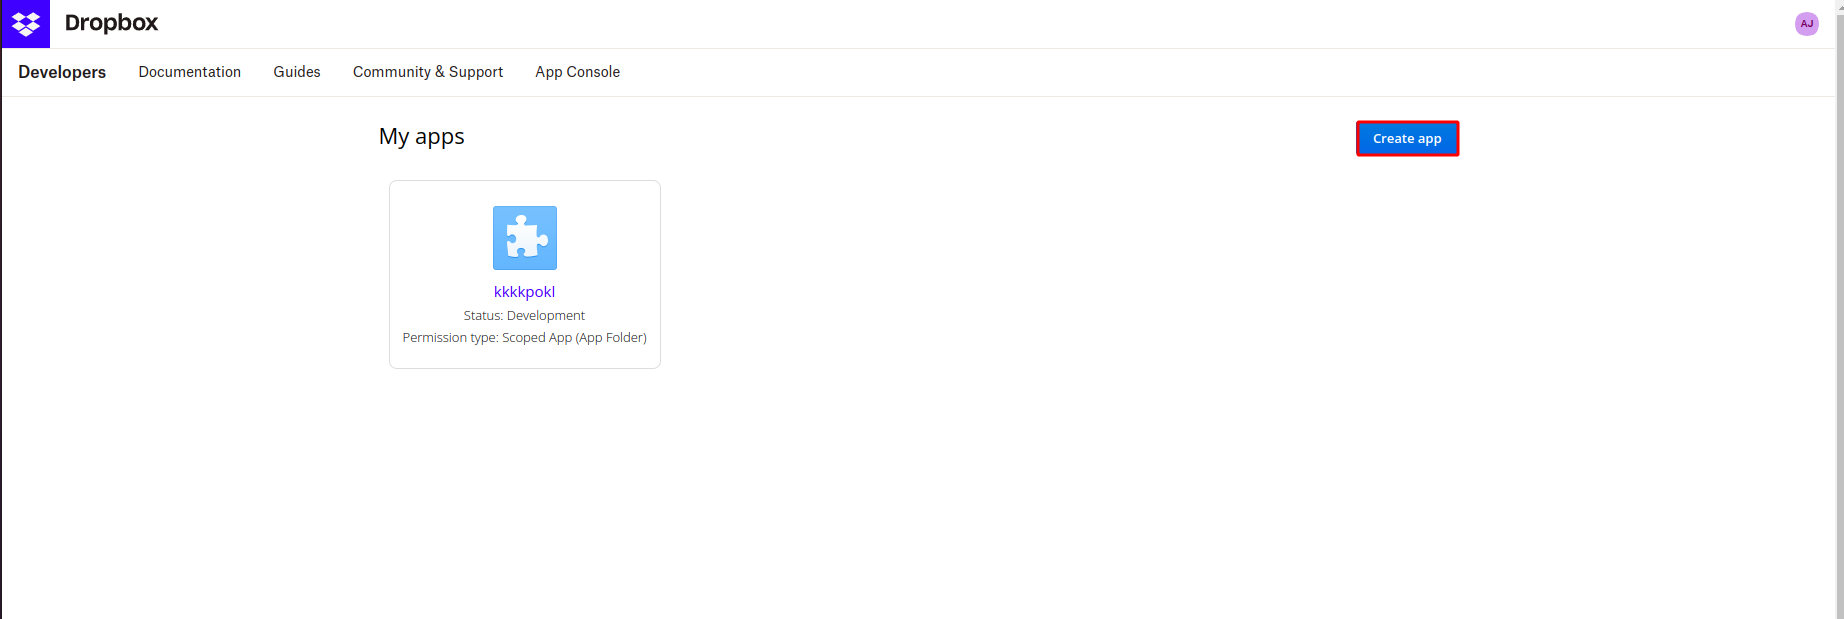 Dropbox
AJ
Developers Documentation Guides Community & Support App Console
My apps
Create app
kkkkpokl
Status: Development
Permission type: Scoped App (App Folder)